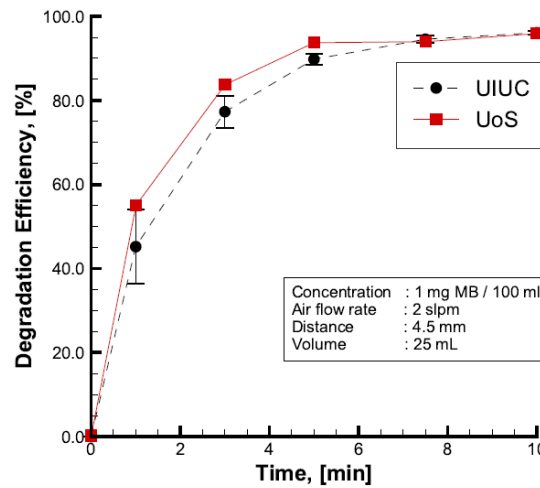 100.0
80.0
60.0
40.0
20.0
0.0
Degradation Efficiency, [%]
UIUC
UoS
Concentration : 1 mg MB / 100 ml
Air flow rate : 2 slpm
Distance : 4.5 mm
Volume : 25 mL
0 2 4 6 8 10
Time, [min]